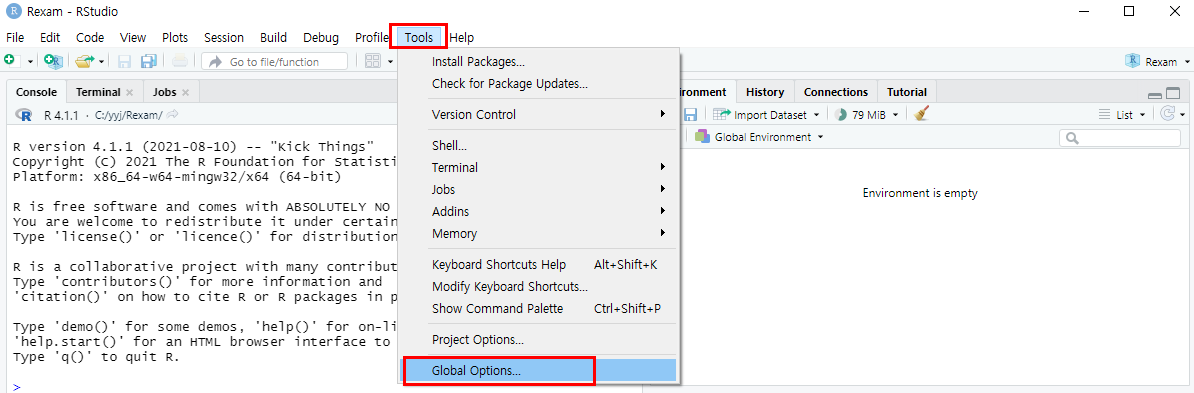 Rexam - RStudio
File Edit Code View Plots Session Build Debug Profile Tools Help
Go to file/function
Rexam
Console Terminal Jobs
R 4.1.1 · C:/yyj/Rexam/
R version 4.1.1 (2021-08-10) -- "Kick Things"
Copyright (C) 2021 The R Foundation for Statisti
Platform: x86_64-w64-mingw32/x64 (64-bit)
R is free software and comes with ABSOLUTELY NO
You are welcome to redistribute it under certain
Type 'license()' or 'licence()' for distribution
R is a collaborative project with many contribut
Type 'contributors()' for more information and
'citation()' on how to cite R or R packages in p
Type 'demo()' for some demos, 'help()' for on-li
'help.start()' for an HTML browser interface to
Type 'q()' to quit R.
>
Install Packages...
Check for Package Updates...
Version Control
Shell...
Terminal
Jobs
Addins
Memory
Keyboard Shortcuts Help Alt+Shift+K
Modify Keyboard Shortcuts...
Show Command Palette Ctrl+Shift+P
Project Options...
Global Options...
ironment History Connections Tutorial
Import Dataset 79 MiB List
Global Environment
Environment is empty